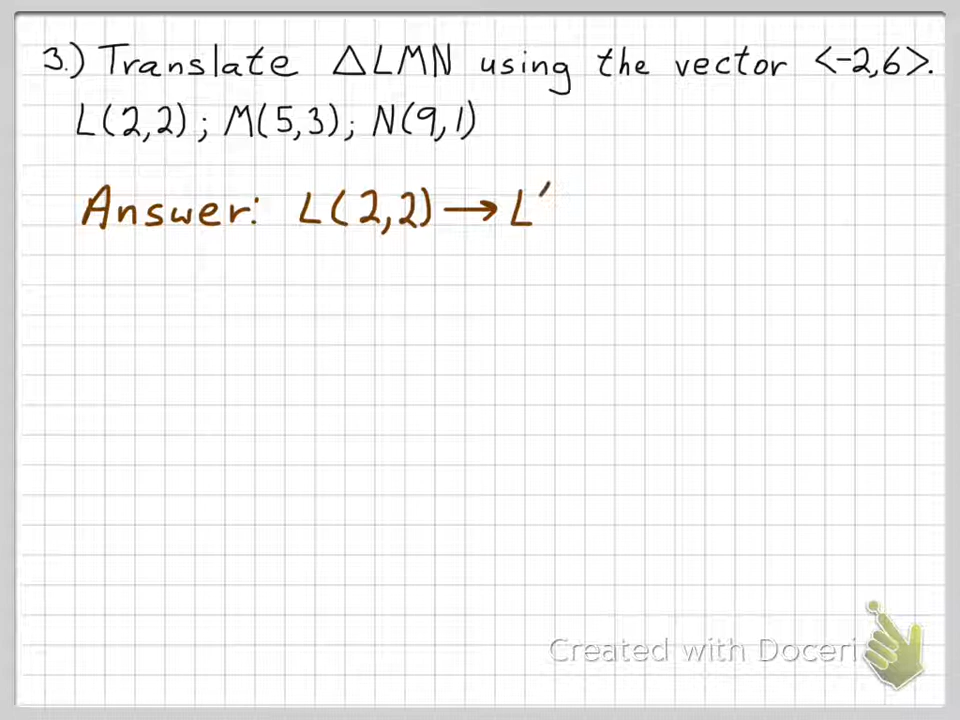 3.) Translate △LMN using the vector <-2,6>.
L(2,2); M(5,3); N(9,1)
Answer: L(2,2) → L′
Created with Doceri